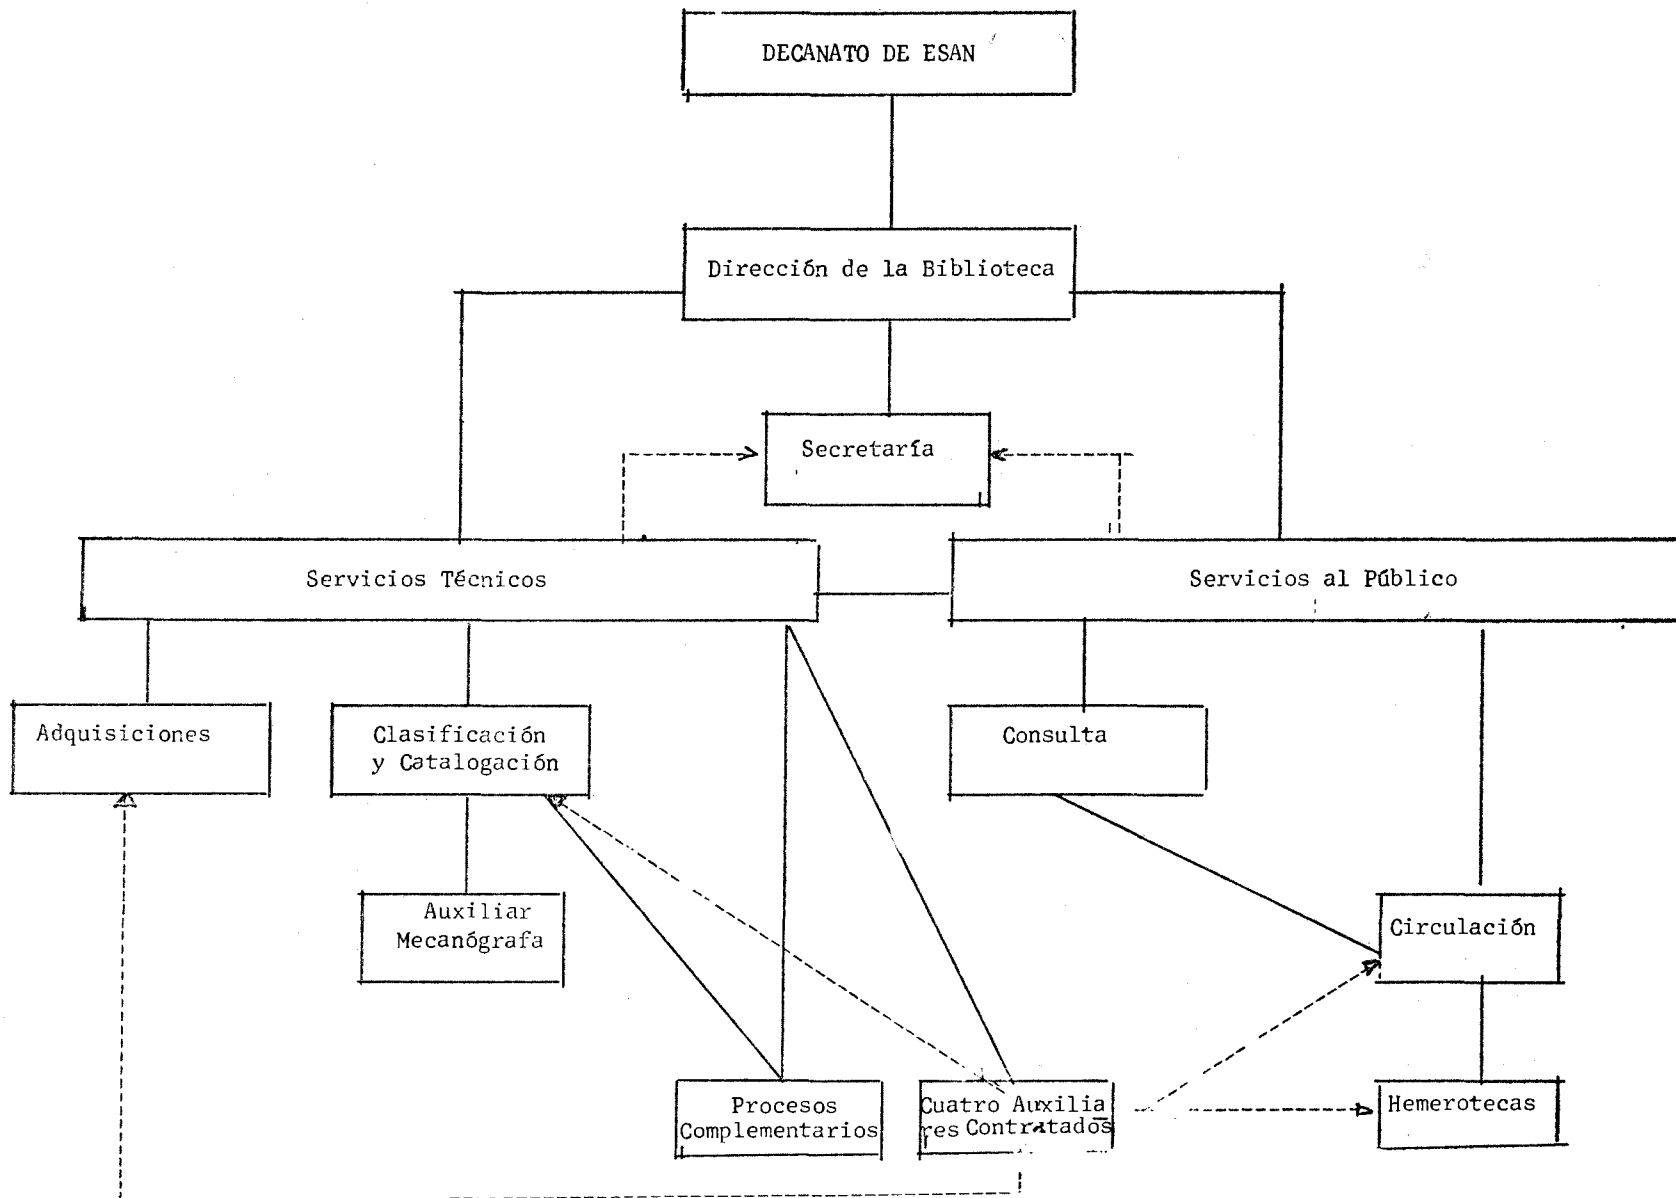 DECANATO DE ESAN
Dirección de la Biblioteca
Secretaría
Servicios Técnicos
Servicios al Público
Adquisiciones
Clasificación
y Catalogación
Consulta
Auxiliar
Mecanógrafa
Circulación
Procesos
Complementarios
Cuatro Auxilia
res Contratados
Hemerotecas